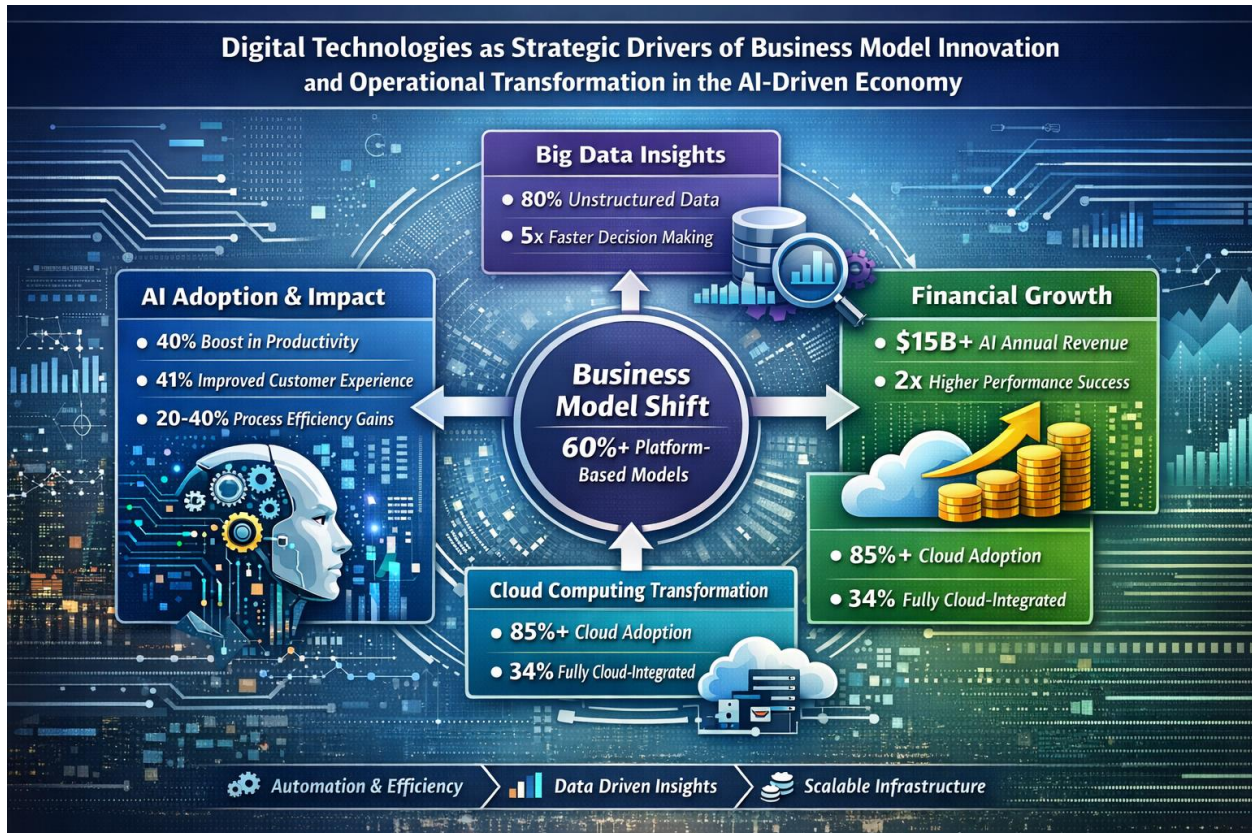 Digital Technologies as Strategic Drivers of Business Model Innovation
and Operational Transformation in the AI-Driven Economy
Big Data Insights
80% Unstructured Data
5x Faster Decision Making
AI Adoption & Impact
40% Boost in Productivity
41% Improved Customer Experience
20-40% Process Efficiency Gains
Business
Model Shift
60%+ Platform-
Based Models
Financial Growth
$15B+ AI Annual Revenue
2x Higher Performance Success
85%+ Cloud Adoption
34% Fully Cloud-Integrated
Cloud Computing Transformation
85%+ Cloud Adoption
34% Fully Cloud-Integrated
Automation & Efficiency
Data Driven Insights
Scalable Infrastructure